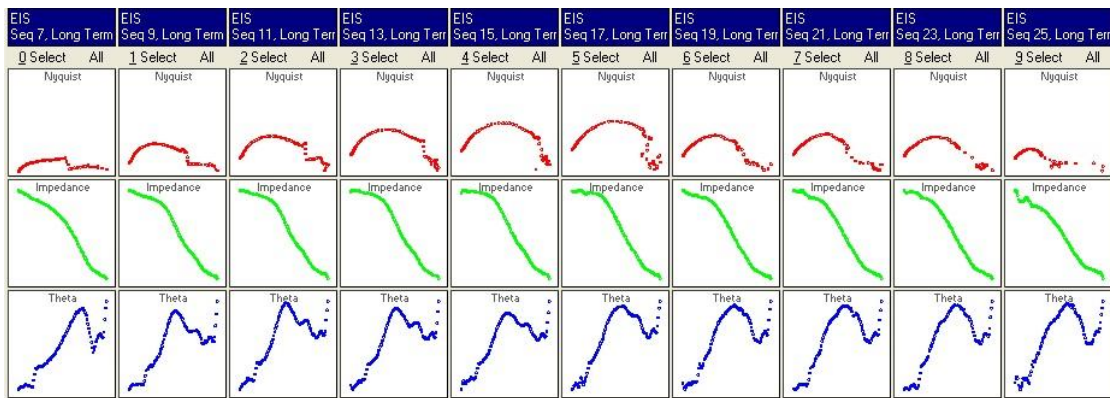 EIS EIS EIS EIS EIS EIS EIS EIS EIS EIS
Seq 7, Long Term Seq 9, Long Term Seq 11, Long Terr Seq 13, Long Terr Seq 15, Long Terr Seq 17, Long Terr Seq 19, Long Terr Seq 21, Long Terr Seq 23, Long Terr Seq 25, Long Terr
0 Select All 1 Select All 2 Select All 3 Select All 4 Select All 5 Select All 6 Select All 7 Select All 8 Select All 9 Select All
Nyquist Nyquist Nyquist Nyquist Nyquist Nyquist Nyquist Nyquist Nyquist Nyquist
Impedance Impedance Impedance Impedance Impedance Impedance Impedance Impedance Impedance Impedance
Theta Theta Theta Theta Theta Theta Theta Theta Theta Theta